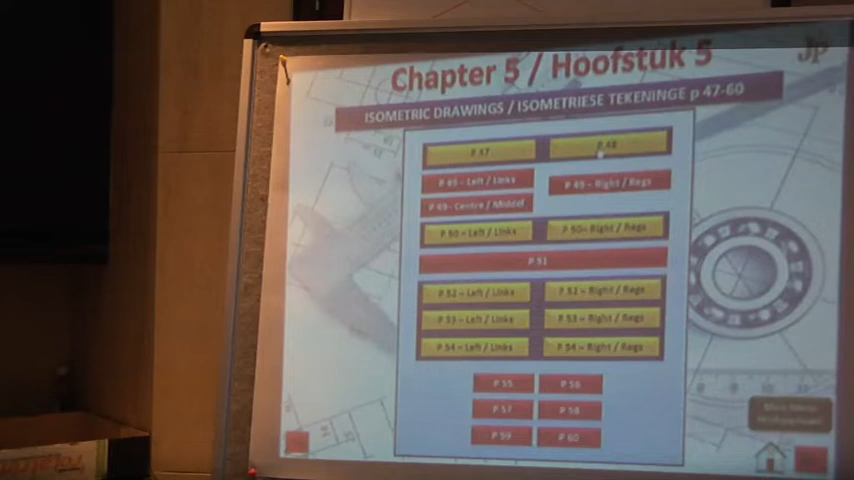 Chapter 5 / Hoofstuk 5
JP
ISOMETRIC DRAWINGS / ISOMETRIESE TEKENINGE p 47-60
P 47
P 48
P 49 - Left / Links
P 49 - Right / Regs
P 49 - Centre / Middel
P 50 - Left / Links
P 50 - Right / Regs
P 51
P 52 - Left / Links
P 52 - Right / Regs
P 53 - Left / Links
P 53 - Right / Regs
P 54 - Left / Links
P 54 - Right / Regs
P 55
P 56
P 57
P 58
P 59
P 60